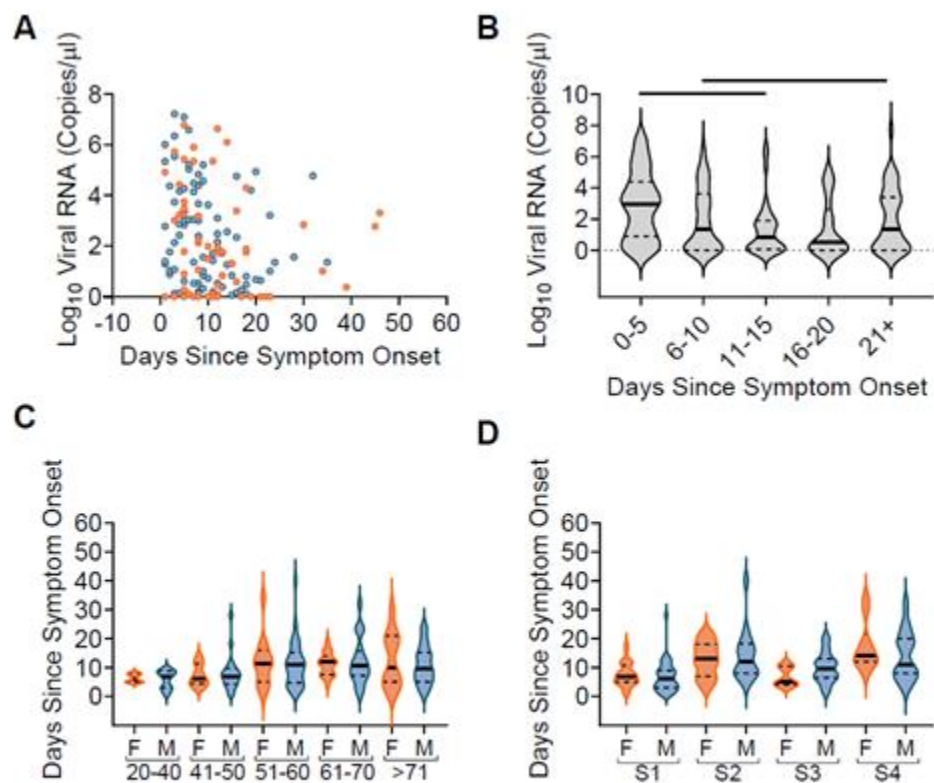 A
Log10 Viral RNA (Copies/μl)
8
6
4
2
0
-10 0 10 20 30 40 50 60
Days Since Symptom Onset
B
Log10 Viral RNA (Copies/μl)
10
8
6
4
2
0
0-5 6-10 11-15 16-20 21+
Days Since Symptom Onset
C
Days Since Symptom Onset
60
50
40
30
20
10
0
F M F M F M F M F M
20-40 41-50 51-60 61-70 >71
D
Days Since Symptom Onset
60
50
40
30
20
10
0
F M F M F M F M
S1 S2 S3 S4